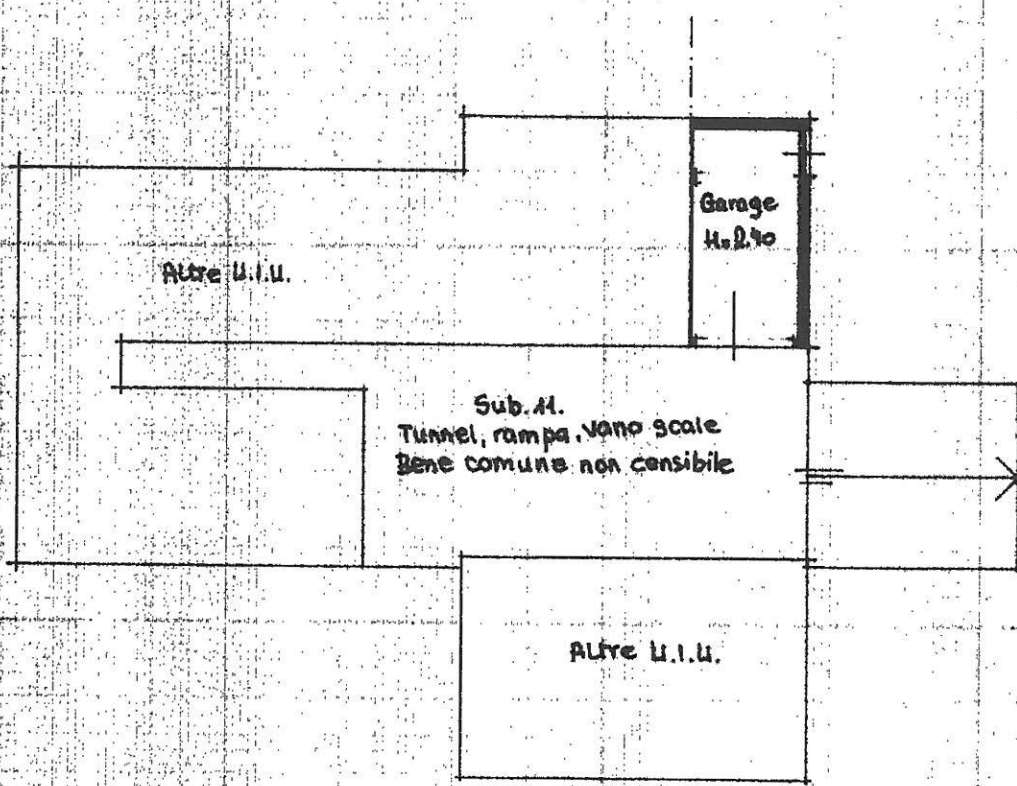 Garage
H=2.40
Altre U.I.U.
Sub.11.
Tunnel, rampa, vano scale
Bene comune non censibile
Altre U.I.U.